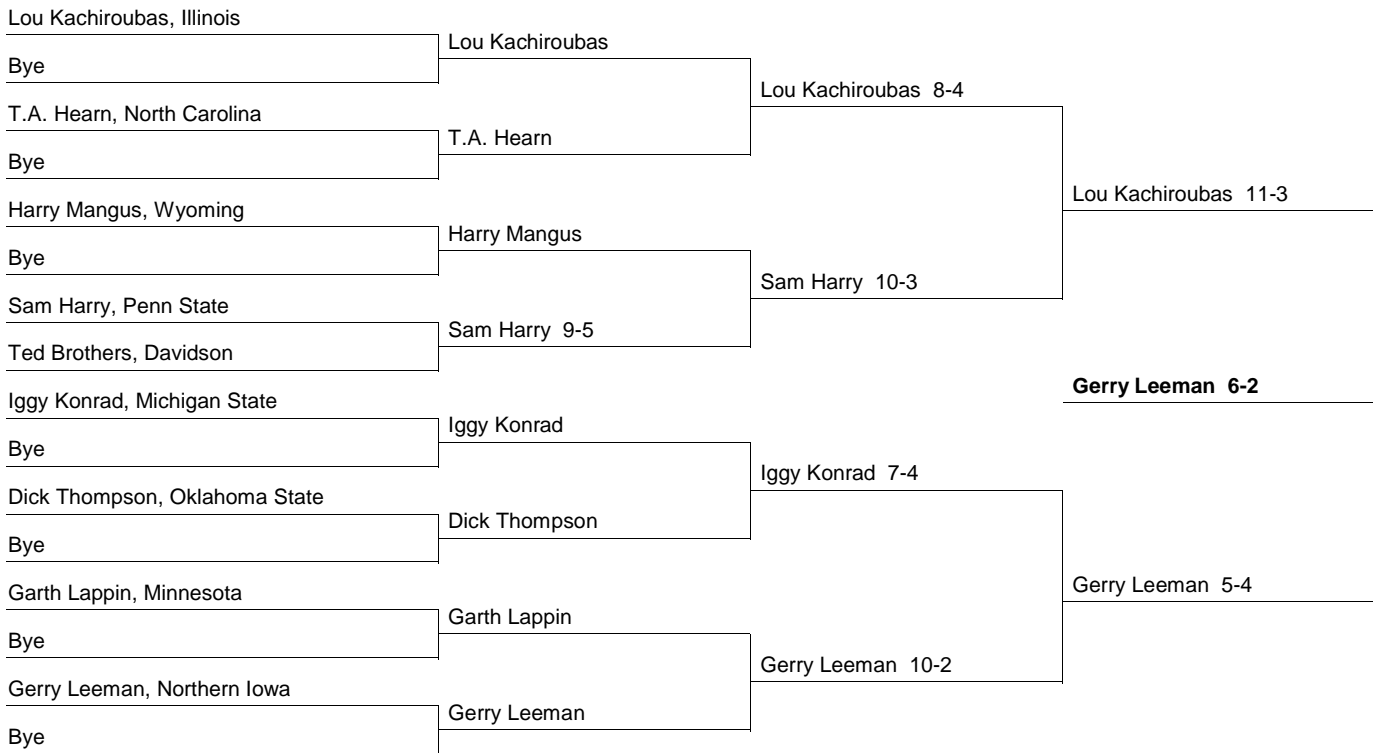 Lou Kachiroubas, Illinois
Bye
T.A. Hearn, North Carolina
Bye
Harry Mangus, Wyoming
Bye
Sam Harry, Penn State
Ted Brothers, Davidson
Iggy Konrad, Michigan State
Bye
Dick Thompson, Oklahoma State
Bye
Garth Lappin, Minnesota
Bye
Gerry Leeman, Northern Iowa
Bye
Lou Kachiroubas
T.A. Hearn
Harry Mangus
Sam Harry 9-5
Iggy Konrad
Dick Thompson
Garth Lappin
Gerry Leeman
Lou Kachiroubas 8-4
Sam Harry 10-3
Iggy Konrad 7-4
Gerry Leeman 10-2
Lou Kachiroubas 11-3
Gerry Leeman 6-2
Gerry Leeman 5-4